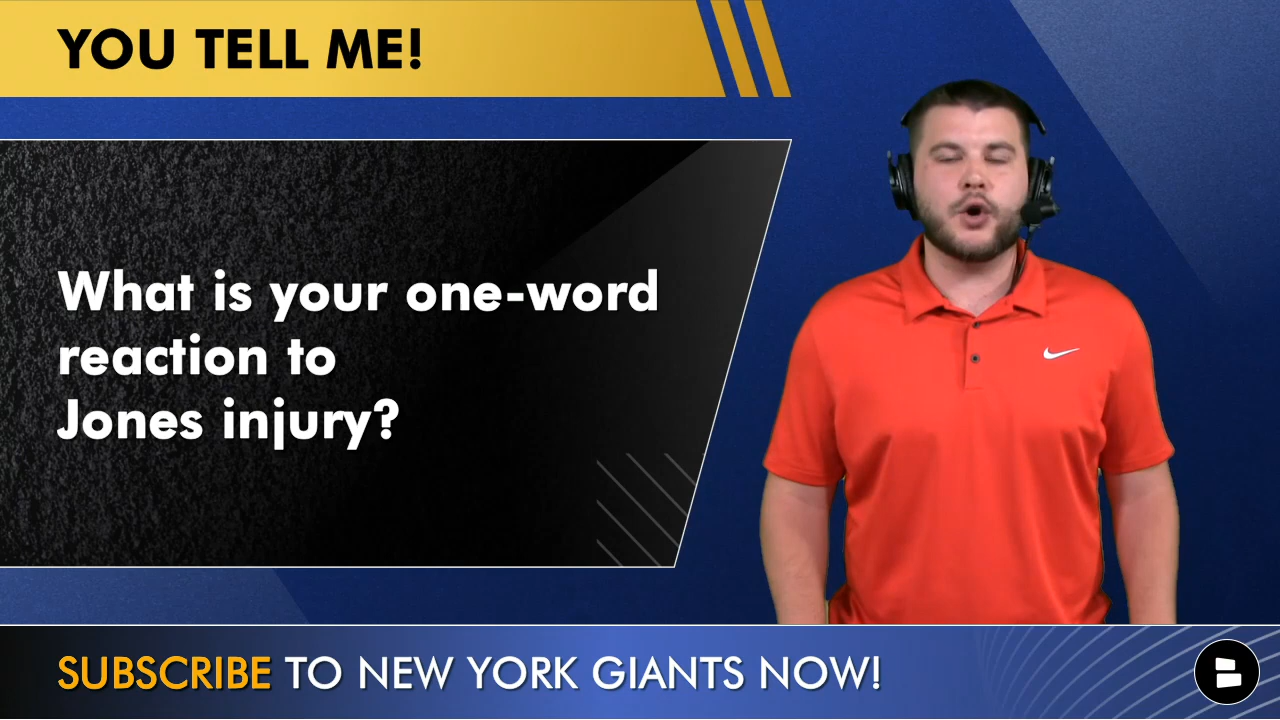 YOU TELL ME!
What is your one-word
reaction to
Jones injury?
SUBSCRIBE TO NEW YORK GIANTS NOW!